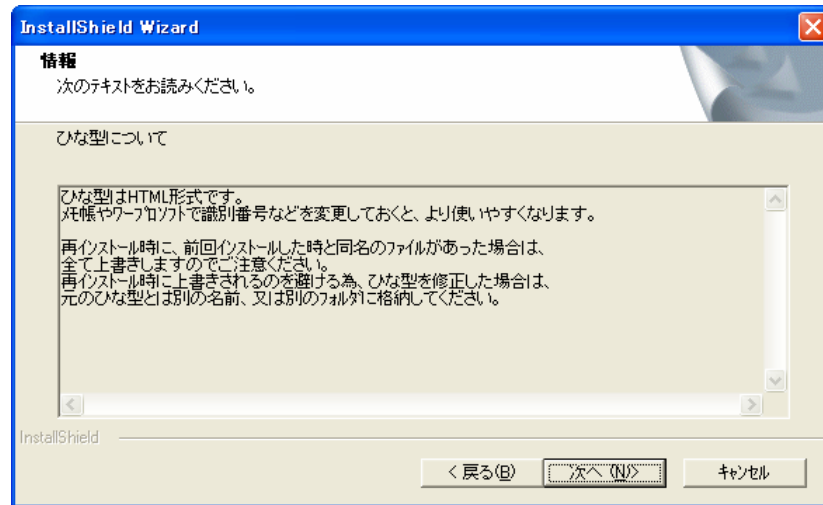 InstallShield Wizard
情報
次のテキストをお読みください。
ひな型について
ひな型はHTML形式です。
メモ帳やワープロソフトで識別番号などを変更しておくと、より使いやすくなります。
再インストール時に、前回インストールした時と同名のファイルがあった場合は、
全て上書きしますのでご注意ください。
再インストール時に上書きされるのを避ける為、ひな型を修正した場合は、
元のひな型とは別の名前、又は別のフォルダに格納してください。
InstallShield
< 戻る(B)
次へ (N)>
キャンセル